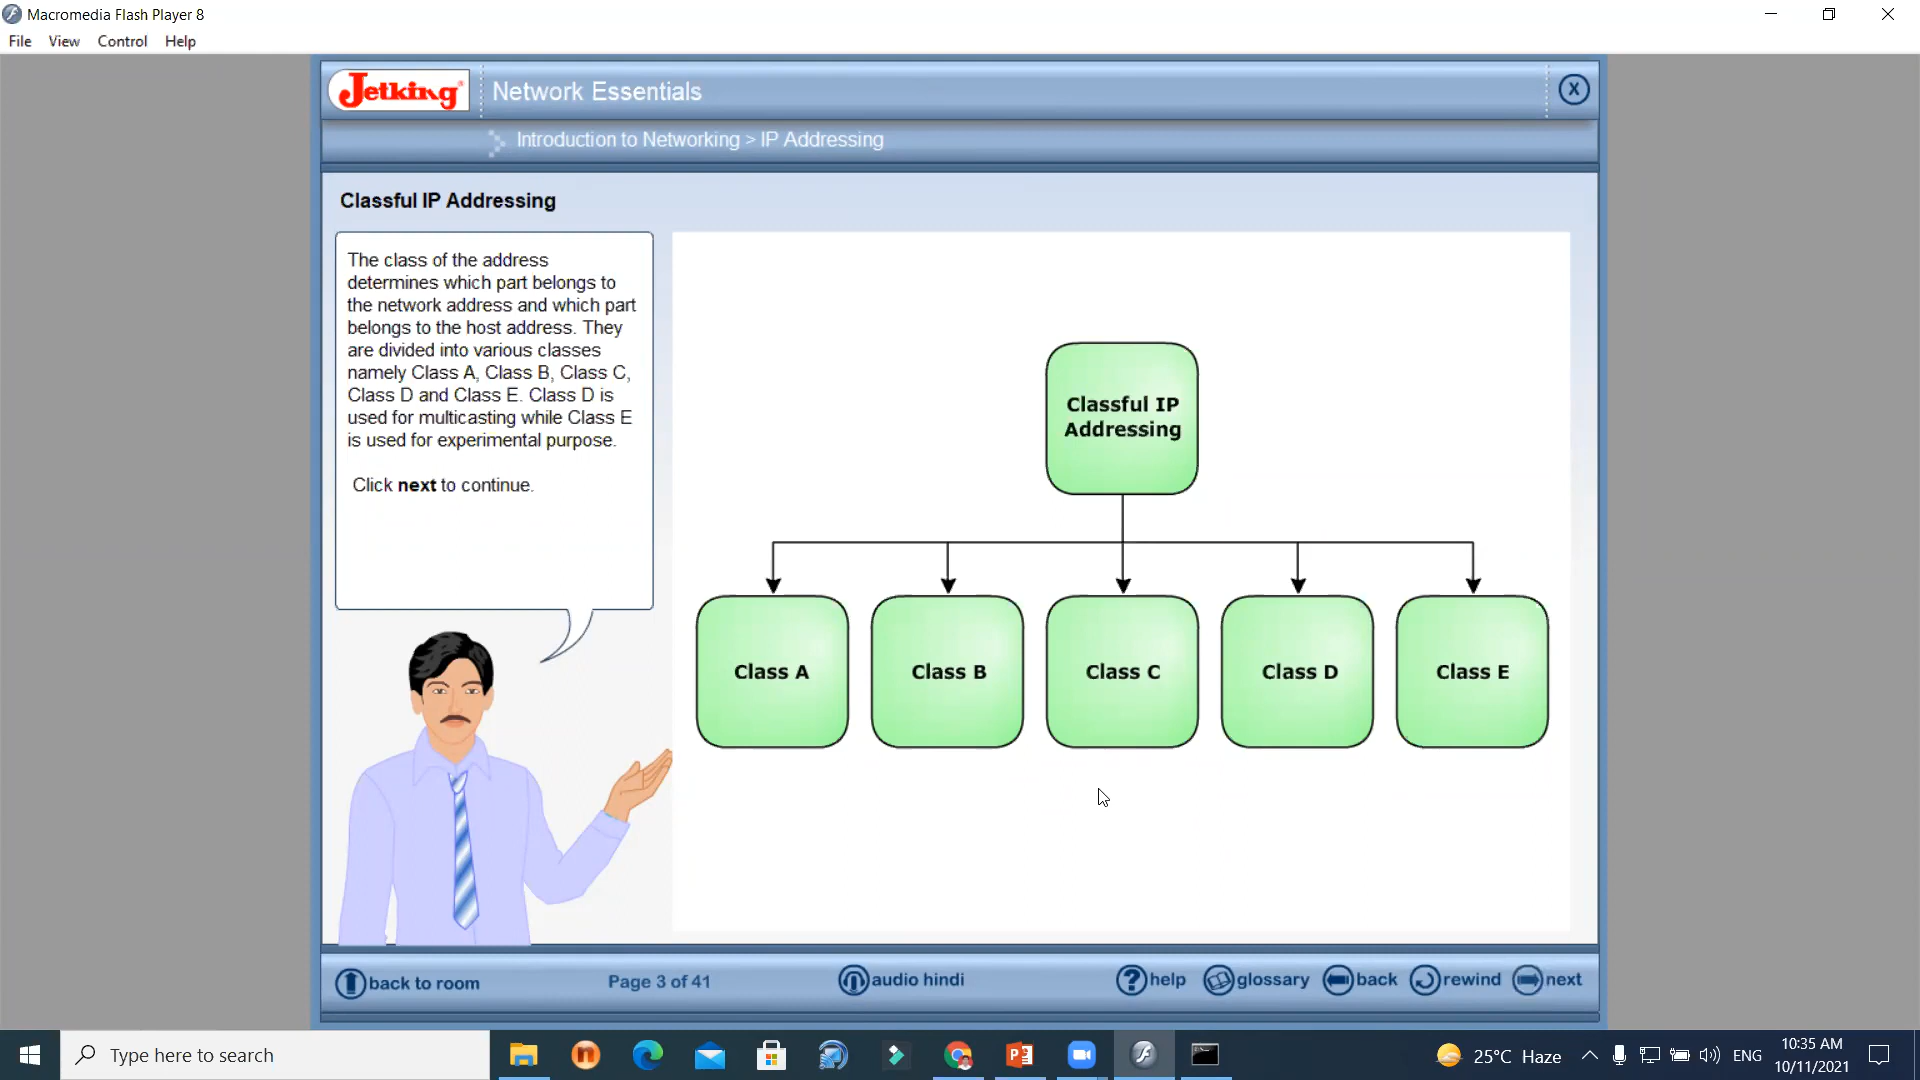 Macromedia Flash Player 8
File View Control Help
Jetking
Network Essentials
X
Introduction to Networking > IP Addressing
Classful IP Addressing
The class of the address
determines which part belongs to
the network address and which part
belongs to the host address. They
are divided into various classes
namely Class A, Class B, Class C,
Class D and Class E. Class D is
used for multicasting while Class E
is used for experimental purpose.
Click next to continue.
Classful IP
Addressing
Class A
Class B
Class C
Class D
Class E
back to room
Page 3 of 41
audio hindi
help
glossary
back
rewind
next
Type here to search
25°C Haze
ENG
10:35 AM
10/11/2021